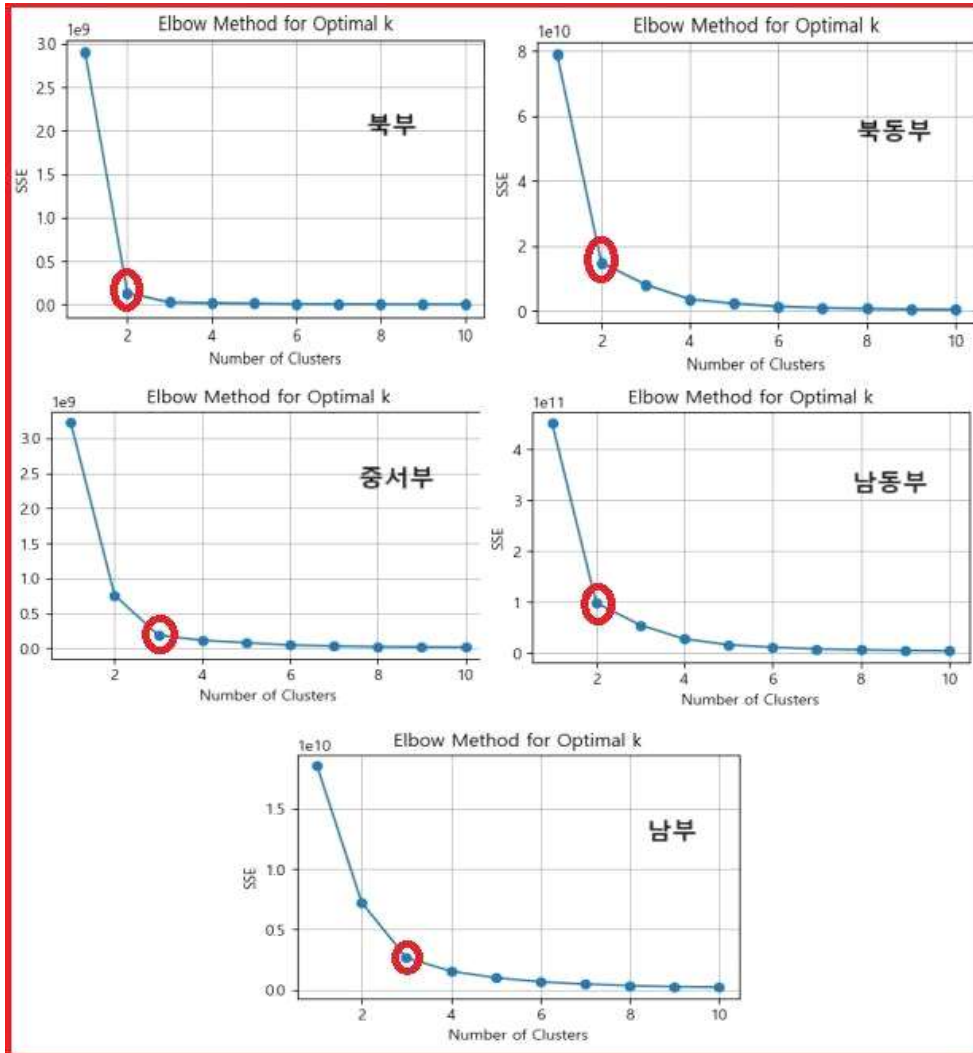 Elbow Method for Optimal k
1e9
3.0
2.5
2.0
1.5
1.0
0.5
0.0
SSE
북부
2 4 6 8 10
Number of Clusters
Elbow Method for Optimal k
1e10
8
6
4
2
0
SSE
북동부
2 4 6 8 10
Number of Clusters
Elbow Method for Optimal k
1e9
3.0
2.5
2.0
1.5
1.0
0.5
0.0
중서부
2 4 6 8 10
Number of Clusters
Elbow Method for Optimal k
1e11
4
3
2
1
0
SSE
남동부
2 4 6 8 10
Number of Clusters
Elbow Method for Optimal k
1e10
1.5
1.0
0.5
0.0
SSE
남부
2 4 6 8 10
Number of Clusters